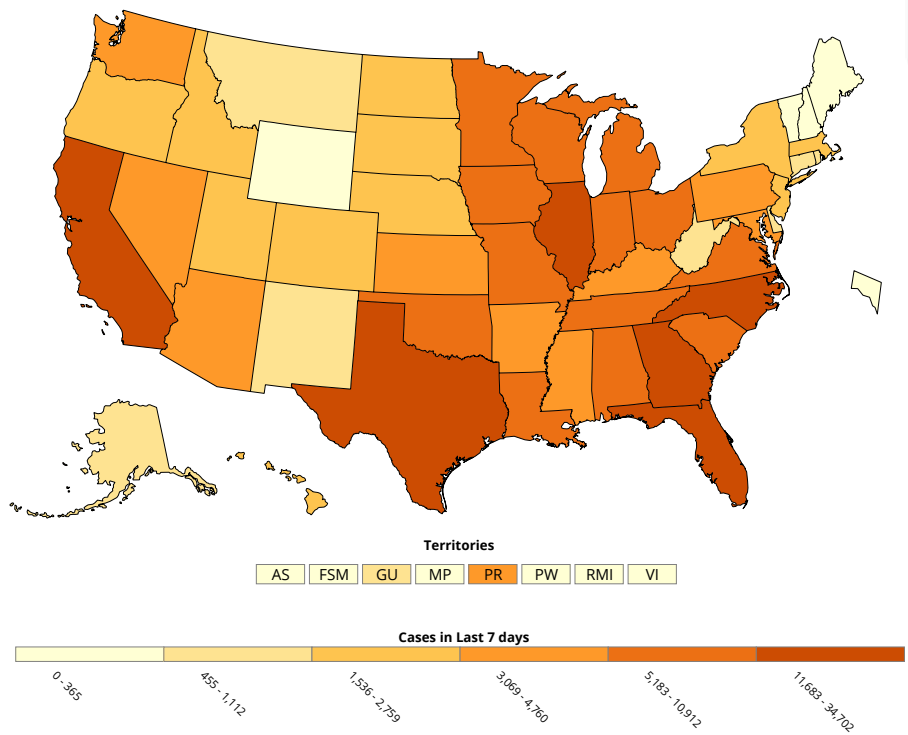 Territories
AS FSM GU MP PR PW RMI VI
Cases in Last 7 days
0 - 365 455 - 1,112 1,536 - 2,759 3,069 - 4,760 5,183 - 10,912 11,683 - 34,702